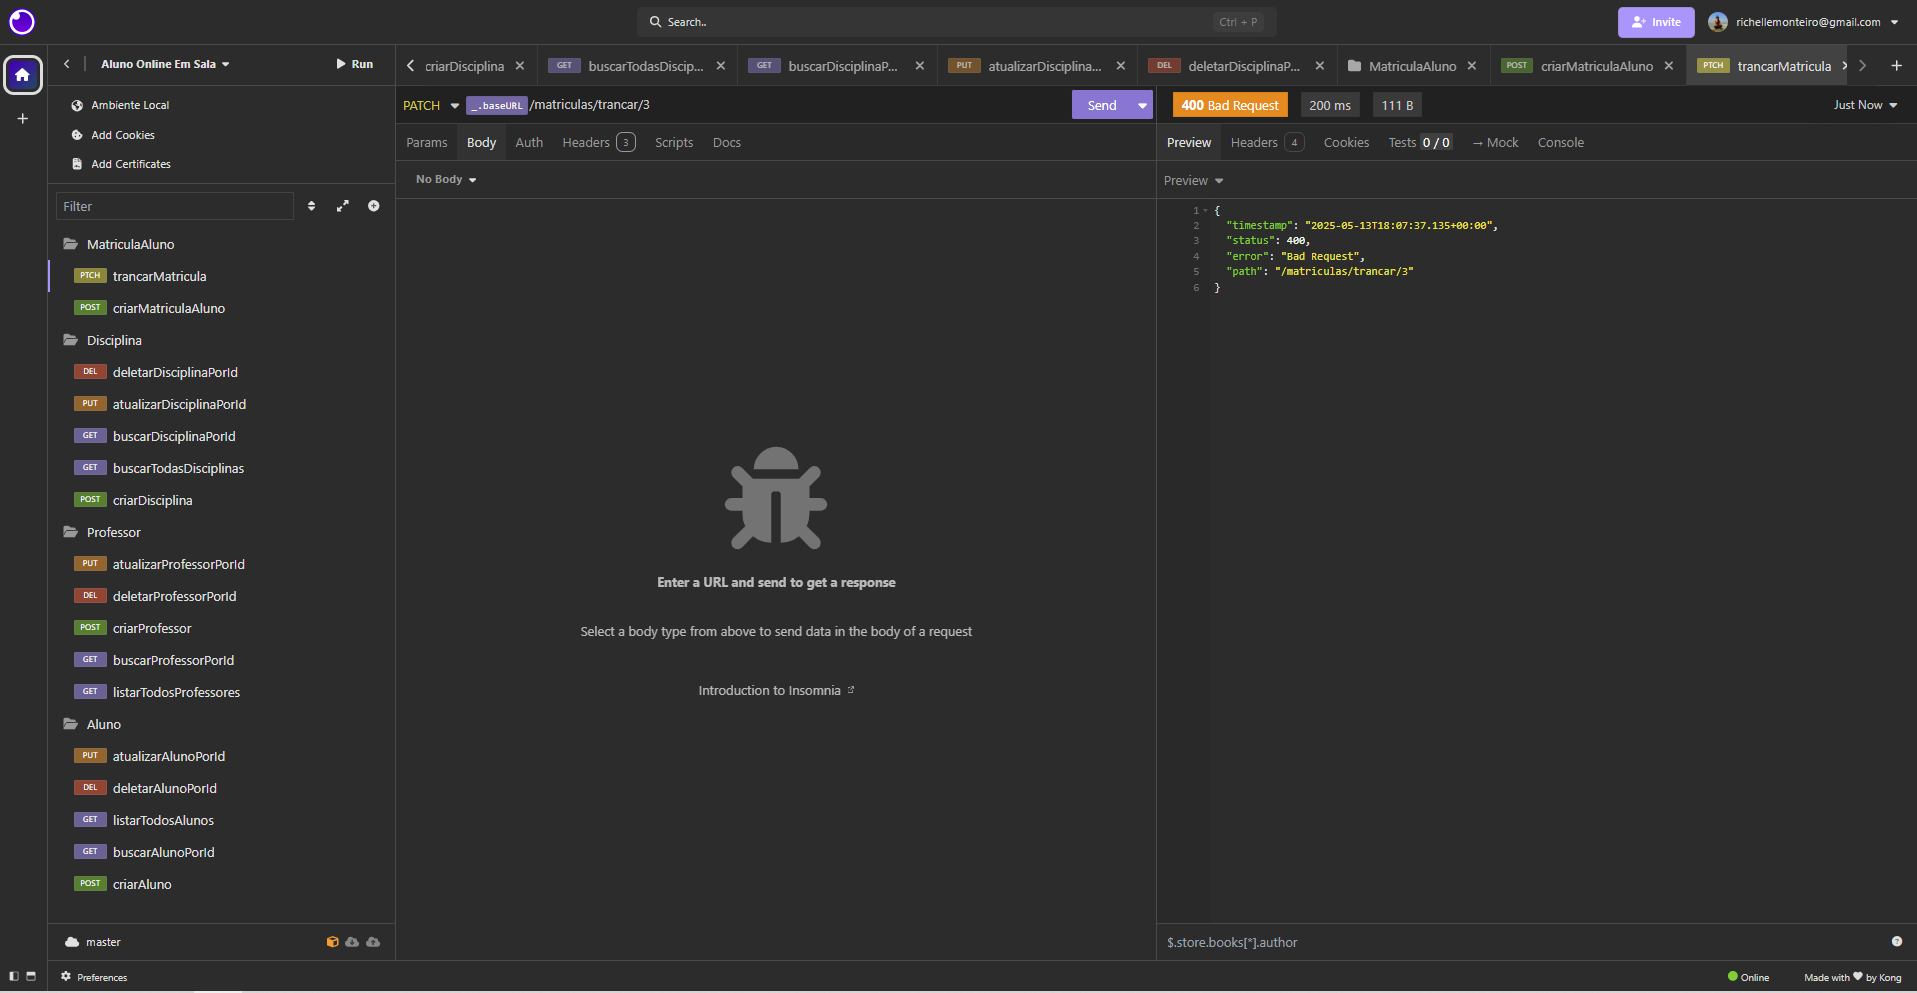 Search..
Ctrl + P
Invite
richellemonteiro@gmail.com
Aluno Online Em Sala
Run
criarDisciplina
GET buscarTodasDiscip...
GET buscarDisciplinaP...
PUT atualizarDisciplina...
DEL deletarDisciplinaP...
MatriculaAluno
POST criarMatriculaAluno
PTCH trancarMatricula
Ambiente Local
Add Cookies
Add Certificates
Filter
MatriculaAluno
PTCH trancarMatricula
POST criarMatriculaAluno
Disciplina
DEL deletarDisciplinaPorId
PUT atualizarDisciplinaPorId
GET buscarDisciplinaPorId
GET buscarTodasDisciplinas
POST criarDisciplina
Professor
PUT atualizarProfessorPorId
DEL deletarProfessorPorId
POST criarProfessor
GET buscarProfessorPorId
GET listarTodosProfessores
Aluno
PUT atualizarAlunoPorId
DEL deletarAlunoPorId
GET listarTodosAlunos
GET buscarAlunoPorId
POST criarAluno
master
Preferences
PATCH _.baseURL /matriculas/trancar/3
Send
Params Body Auth Headers 3 Scripts Docs
No Body
Enter a URL and send to get a response
Select a body type from above to send data in the body of a request
Introduction to Insomnia
400 Bad Request 200 ms 111 B
Just Now
Preview Headers 4 Cookies Tests 0 / 0 → Mock Console
Preview
1 {
2 "timestamp": "2025-05-13T18:07:37.135+00:00",
3 "status": 400,
4 "error": "Bad Request",
5 "path": "/matriculas/trancar/3"
6 }
$.store.books[*].author
Online
Made with ♥ by Kong